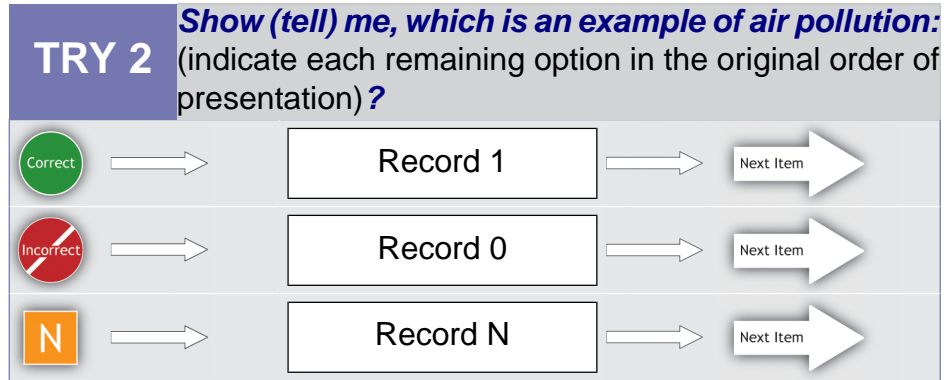 TRY 2
Show (tell) me, which is an example of air pollution:
(indicate each remaining option in the original order of
presentation)?
Correct Record 1 Next Item
Incorrect Record 0 Next Item
N Record N Next Item